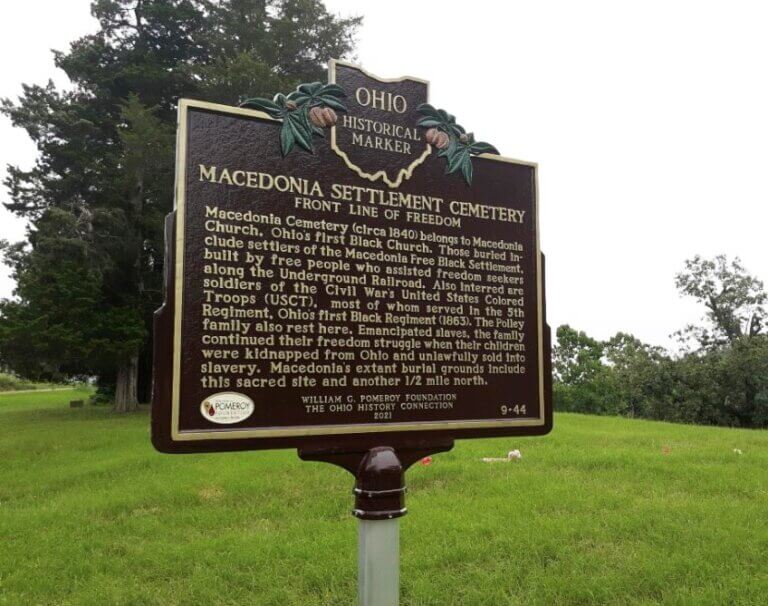 OHIO
HISTORICAL
MARKER
MACEDONIA SETTLEMENT CEMETERY
FRONT LINE OF FREEDOM
Macedonia Cemetery (circa 1840) belongs to Macedonia
Church, Ohio's first Black Church. Those buried in-
clude settlers of the Macedonia Free Black Settlement,
built by free people who assisted freedom seekers
along the Underground Railroad. Also interred are
soldiers of the Civil War's United States Colored
Troops (USCT), most of whom served in the 5th
Regiment, Ohio's first Black Regiment (1863). The Polley
family also rest here. Emancipated slaves, the family
continued their freedom struggle when their children
were kidnapped from Ohio and unlawfully sold into
slavery. Macedonia's extant burial grounds include
this sacred site and another 1/2 mile north.
WILLIAM G. POMEROY FOUNDATION
THE OHIO HISTORY CONNECTION
2021
9-44
POMEROY